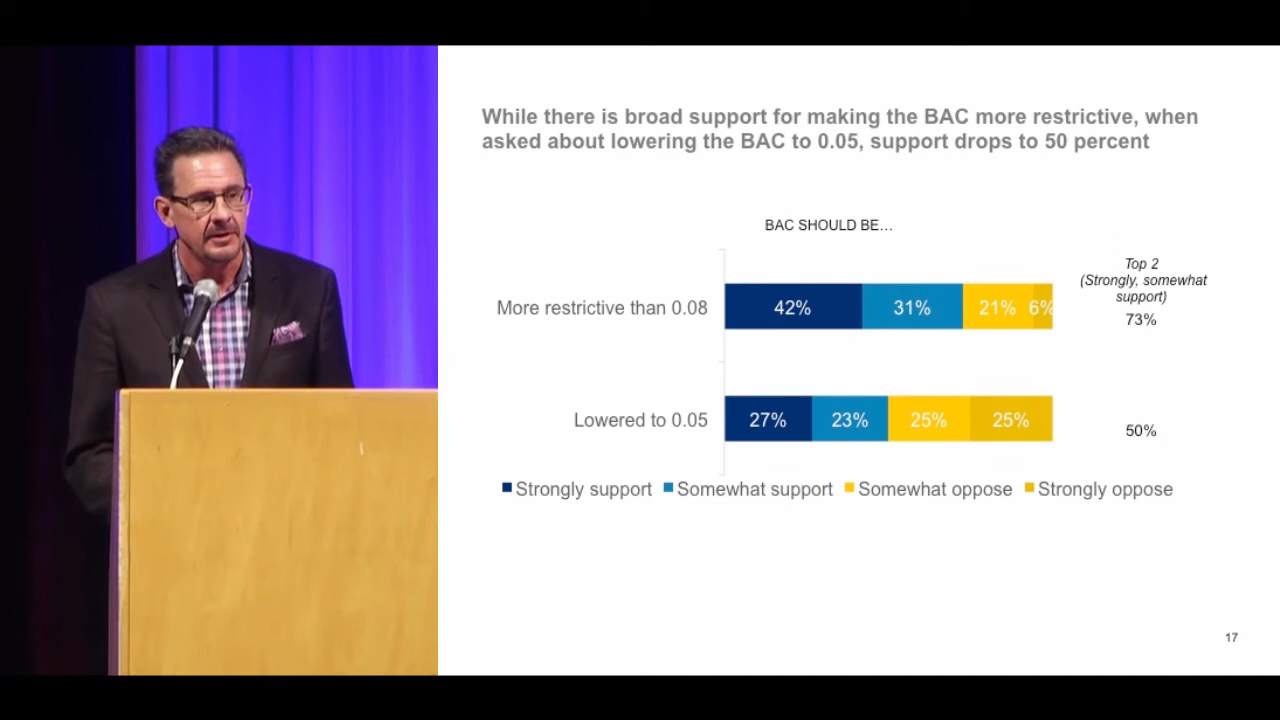 While there is broad support for making the BAC more restrictive, when
asked about lowering the BAC to 0.05, support drops to 50 percent
BAC SHOULD BE…
Top 2
(Strongly, somewhat
support)
More restrictive than 0.08
42%
31%
21%
6%
73%
Lowered to 0.05
27%
23%
25%
25%
50%
Strongly support
Somewhat support
Somewhat oppose
Strongly oppose
17